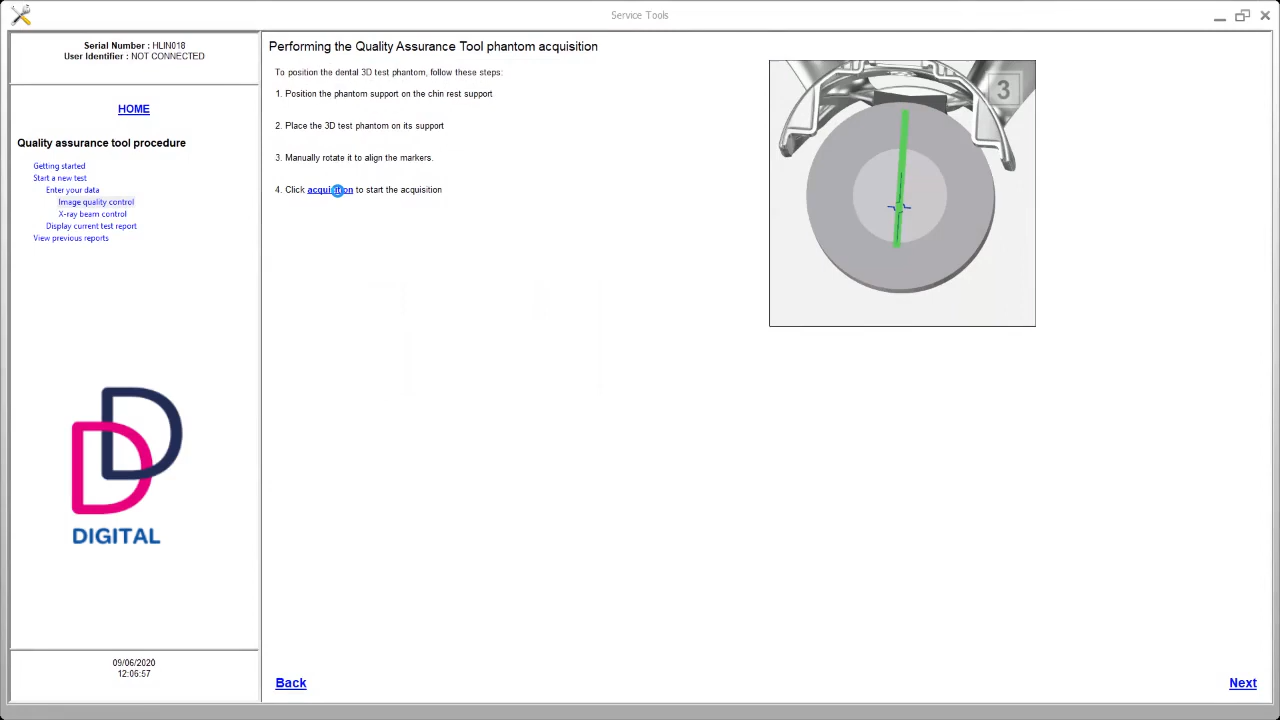 Service Tools
Serial Number : HLIN018
User Identifier : NOT CONNECTED
HOME
Quality assurance tool procedure
Getting started
Start a new test
Enter your data
Image quality control
X-ray beam control
Display current test report
View previous reports
DIGITAL
09/06/2020
12:06:57
Performing the Quality Assurance Tool phantom acquisition
To position the dental 3D test phantom, follow these steps:
1. Position the phantom support on the chin rest support
2. Place the 3D test phantom on its support
3. Manually rotate it to align the markers.
4. Click acquisition to start the acquisition
3
Back
Next